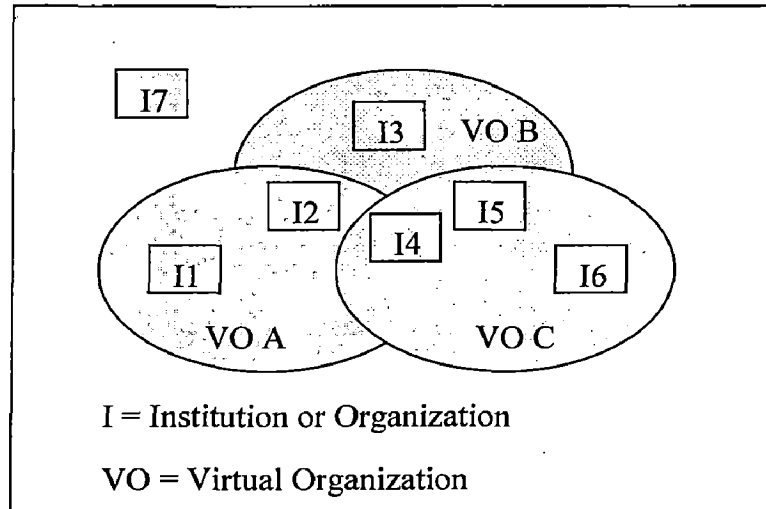 I7
I3 VO B
I2 I5
I4
I1 I6
VO A VO C
I = Institution or Organization
VO = Virtual Organization